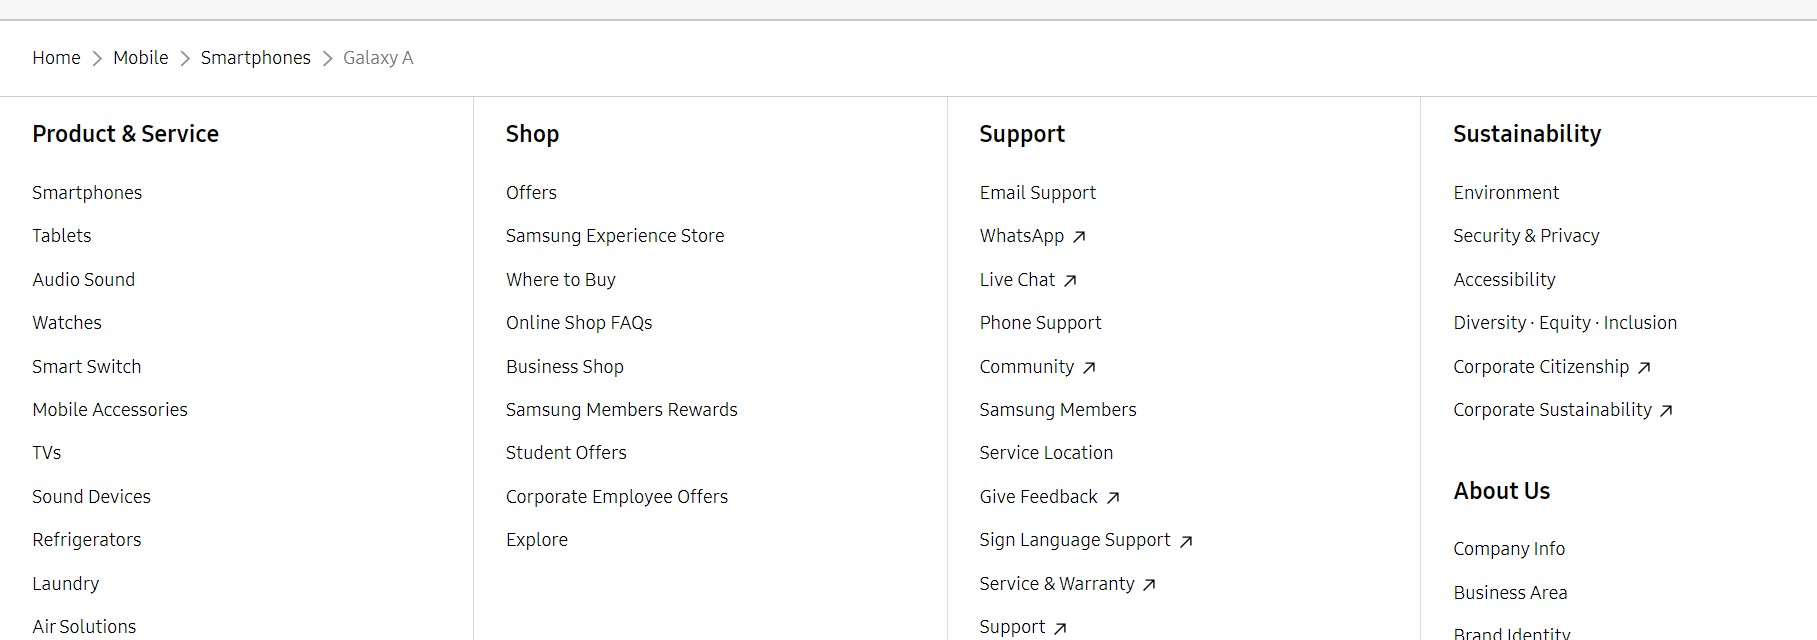 Home > Mobile > Smartphones > Galaxy A
Product & Service
Smartphones
Tablets
Audio Sound
Watches
Smart Switch
Mobile Accessories
TVs
Sound Devices
Refrigerators
Laundry
Air Solutions
Shop
Offers
Samsung Experience Store
Where to Buy
Online Shop FAQs
Business Shop
Samsung Members Rewards
Student Offers
Corporate Employee Offers
Explore
Support
Email Support
WhatsApp
Live Chat
Phone Support
Community
Samsung Members
Service Location
Give Feedback
Sign Language Support
Service & Warranty
Support
Sustainability
Environment
Security & Privacy
Accessibility
Diversity · Equity · Inclusion
Corporate Citizenship
Corporate Sustainability
About Us
Company Info
Business Area
Brand Identity